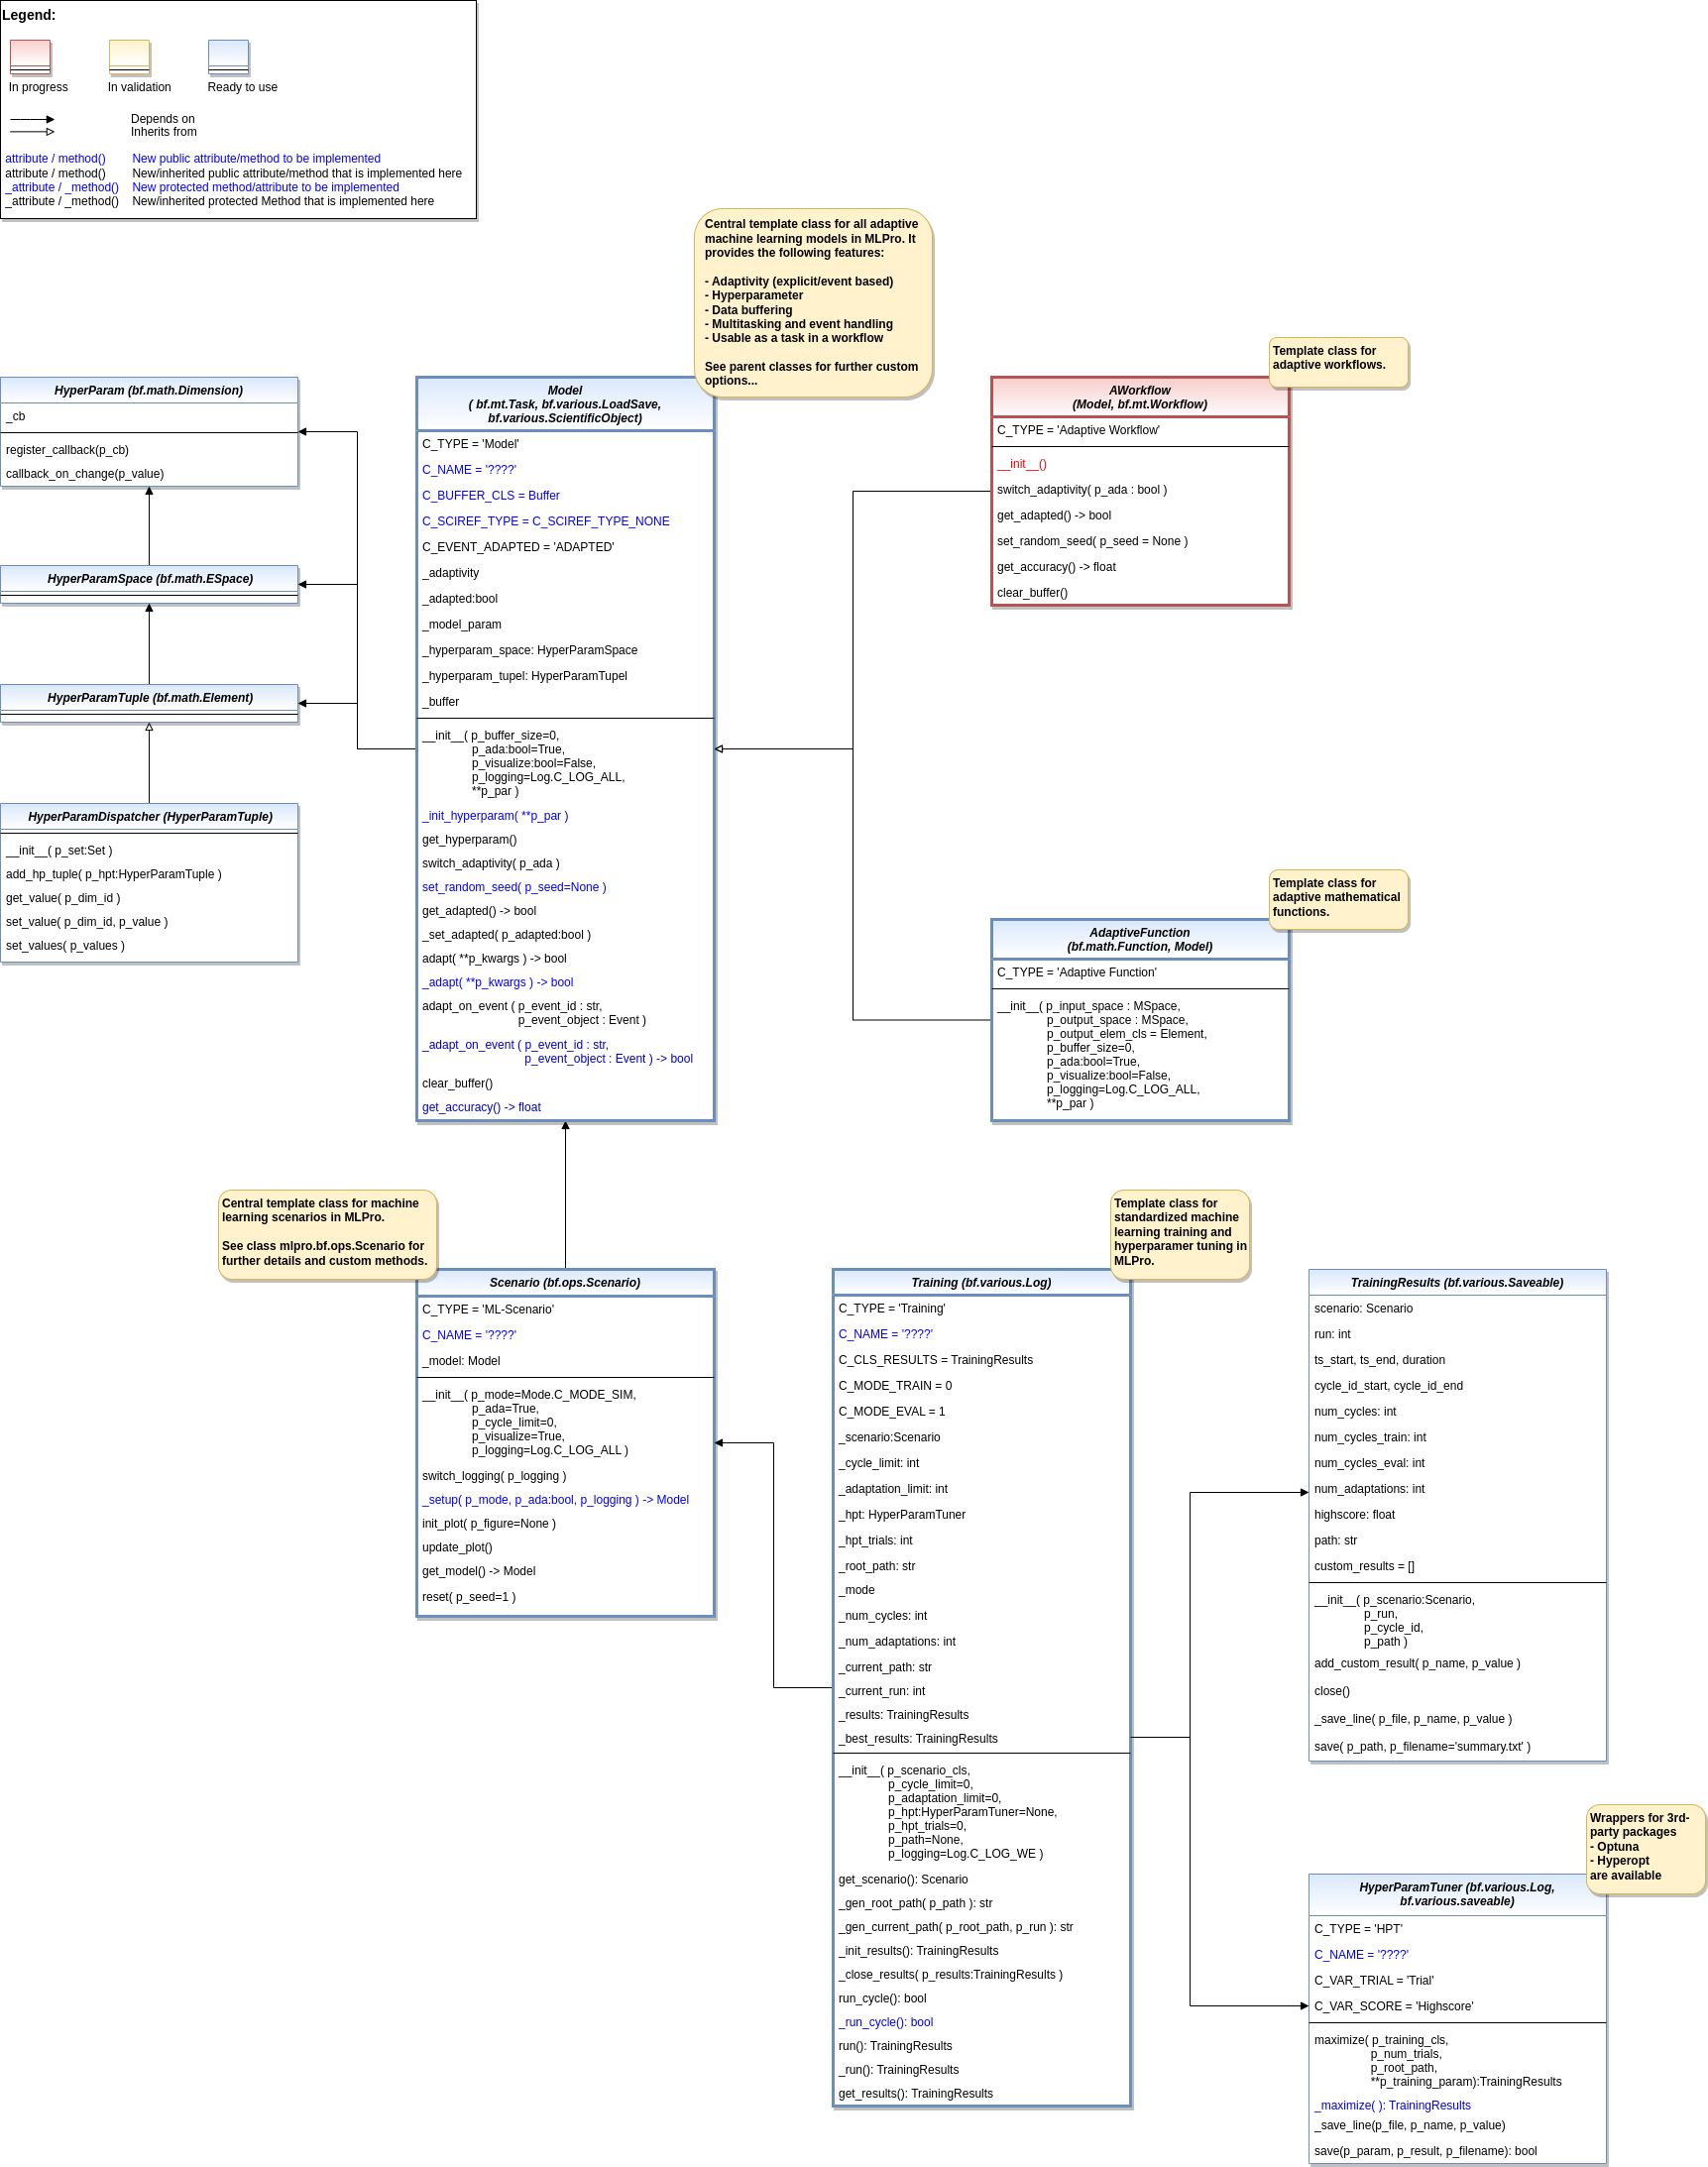 Legend:
In progress
In validation
Ready to use
Depends on
Inherits from
attribute / method() New public attribute/method to be implemented
attribute / method() New/inherited public attribute/method that is implemented here
_attribute / _method() New protected method/attribute to be implemented
_attribute / _method() New/inherited protected Method that is implemented here
Central template class for all adaptive
machine learning models in MLPro. It
provides the following features:
- Adaptivity (explicit/event based)
- Hyperparameter
- Data buffering
- Multitasking and event handling
- Usable as a task in a workflow
See parent classes for further custom
options...
HyperParam (bf.math.Dimension)
_cb
register_callback(p_cb)
callback_on_change(p_value)
HyperParamSpace (bf.math.ESpace)
HyperParamTuple (bf.math.Element)
HyperParamDispatcher (HyperParamTuple)
__init__( p_set:Set )
add_hp_tuple( p_hpt:HyperParamTuple )
get_value( p_dim_id )
set_value( p_dim_id, p_value )
set_values( p_values )
Model
( bf.mt.Task, bf.various.LoadSave,
bf.various.ScientificObject)
C_TYPE = 'Model'
C_NAME = '????'
C_BUFFER_CLS = Buffer
C_SCIREF_TYPE = C_SCIREF_TYPE_NONE
C_EVENT_ADAPTED = 'ADAPTED'
_adaptivity
_adapted:bool
_model_param
_hyperparam_space: HyperParamSpace
_hyperparam_tupel: HyperParamTupel
_buffer
__init__( p_buffer_size=0,
p_ada:bool=True,
p_visualize:bool=False,
p_logging=Log.C_LOG_ALL,
**p_par )
_init_hyperparam( **p_par )
get_hyperparam()
switch_adaptivity( p_ada )
set_random_seed( p_seed=None )
get_adapted() -> bool
_set_adapted( p_adapted:bool )
adapt( **p_kwargs ) -> bool
_adapt( **p_kwargs ) -> bool
adapt_on_event ( p_event_id : str,
p_event_object : Event )
_adapt_on_event ( p_event_id : str,
p_event_object : Event ) -> bool
clear_buffer()
get_accuracy() -> float
Template class for
adaptive workflows.
AWorkflow
(Model, bf.mt.Workflow)
C_TYPE = 'Adaptive Workflow'
__init__()
switch_adaptivity( p_ada : bool )
get_adapted() -> bool
set_random_seed( p_seed = None )
get_accuracy() -> float
clear_buffer()
Template class for
adaptive mathematical
functions.
AdaptiveFunction
(bf.math.Function, Model)
C_TYPE = 'Adaptive Function'
__init__( p_input_space : MSpace,
p_output_space : MSpace,
p_output_elem_cls = Element,
p_buffer_size=0,
p_ada:bool=True,
p_visualize:bool=False,
p_logging=Log.C_LOG_ALL,
**p_par )
Central template class for machine
learning scenarios in MLPro.
See class mlpro.bf.ops.Scenario for
further details and custom methods.
Scenario (bf.ops.Scenario)
C_TYPE = 'ML-Scenario'
C_NAME = '????'
_model: Model
__init__( p_mode=Mode.C_MODE_SIM,
p_ada=True,
p_cycle_limit=0,
p_visualize=True,
p_logging=Log.C_LOG_ALL )
switch_logging( p_logging )
_setup( p_mode, p_ada:bool, p_logging ) -> Model
init_plot( p_figure=None )
update_plot()
get_model() -> Model
reset( p_seed=1 )
Template class for
standardized machine
learning training and
hyperparamer tuning in
MLPro.
Training (bf.various.Log)
C_TYPE = 'Training'
C_NAME = '????'
C_CLS_RESULTS = TrainingResults
C_MODE_TRAIN = 0
C_MODE_EVAL = 1
_scenario:Scenario
_cycle_limit: int
_adaptation_limit: int
_hpt: HyperParamTuner
_hpt_trials: int
_root_path: str
_mode
_num_cycles: int
_num_adaptations: int
_current_path: str
_current_run: int
_results: TrainingResults
_best_results: TrainingResults
__init__( p_scenario_cls,
p_cycle_limit=0,
p_adaptation_limit=0,
p_hpt:HyperParamTuner=None,
p_hpt_trials=0,
p_path=None,
p_logging=Log.C_LOG_WE )
get_scenario(): Scenario
_gen_root_path( p_path ): str
_gen_current_path( p_root_path, p_run ): str
_init_results(): TrainingResults
_close_results( p_results:TrainingResults )
run_cycle(): bool
_run_cycle(): bool
run(): TrainingResults
_run(): TrainingResults
get_results(): TrainingResults
TrainingResults (bf.various.Saveable)
scenario: Scenario
run: int
ts_start, ts_end, duration
cycle_id_start, cycle_id_end
num_cycles: int
num_cycles_train: int
num_cycles_eval: int
num_adaptations: int
highscore: float
path: str
custom_results = []
__init__( p_scenario:Scenario,
p_run,
p_cycle_id,
p_path )
add_custom_result( p_name, p_value )
close()
_save_line( p_file, p_name, p_value )
save( p_path, p_filename='summary.txt' )
Wrappers for 3rd-
party packages
- Optuna
- Hyperopt
are available
HyperParamTuner (bf.various.Log,
bf.various.saveable)
C_TYPE = 'HPT'
C_NAME = '????'
C_VAR_TRIAL = 'Trial'
C_VAR_SCORE = 'Highscore'
maximize( p_training_cls,
p_num_trials,
p_root_path,
**p_training_param):TrainingResults
_maximize( ): TrainingResults
_save_line(p_file, p_name, p_value)
save(p_param, p_result, p_filename): bool